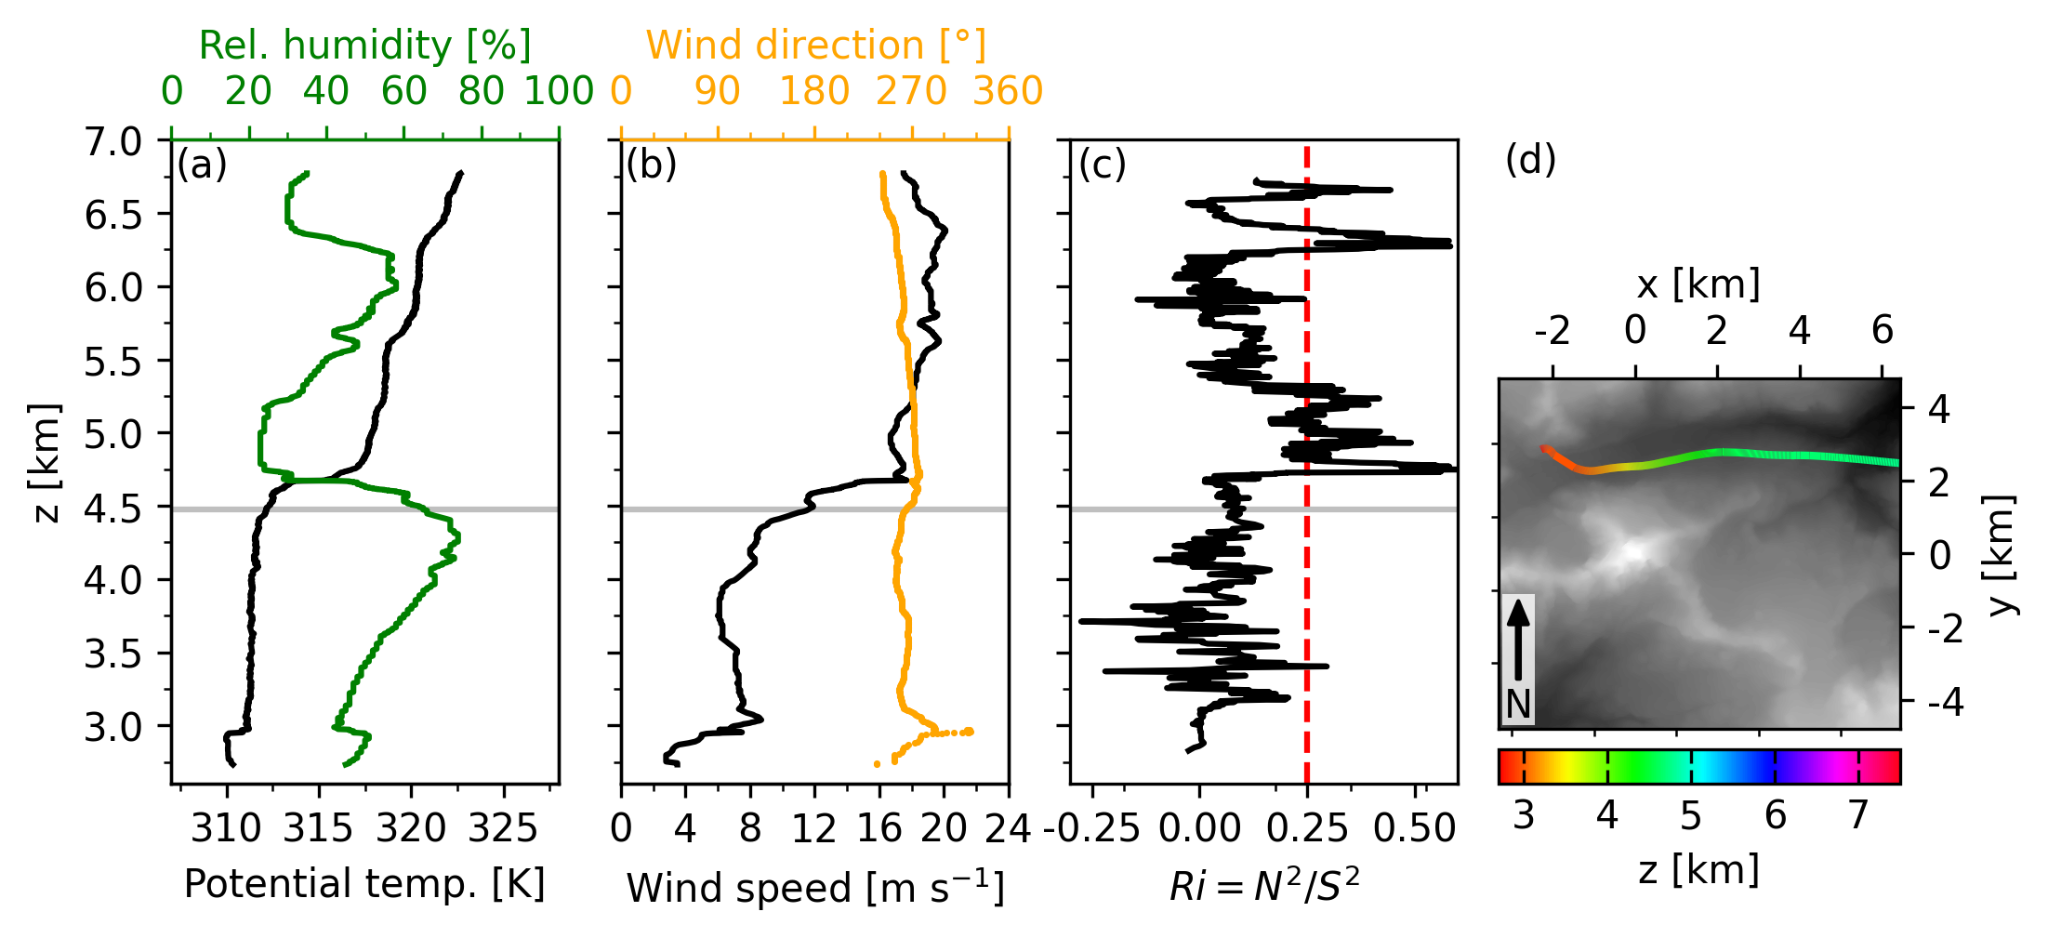 Rel. humidity [%]
0 20 40 60 80 100
Wind direction [°]
0 90 180 270 360
(a)
(b)
(c)
(d)
7.0
6.5
6.0
5.5
5.0
4.5
4.0
3.5
3.0
z [km]
310 315 320 325
Potential temp. [K]
0 4 8 12 16 20 24
Wind speed [m s⁻¹]
-0.25 0.00 0.25 0.50
Ri = N²/S²
x [km]
-2 0 2 4 6
4
2
0
-2
-4
y [km]
N
3 4 5 6 7
z [km]